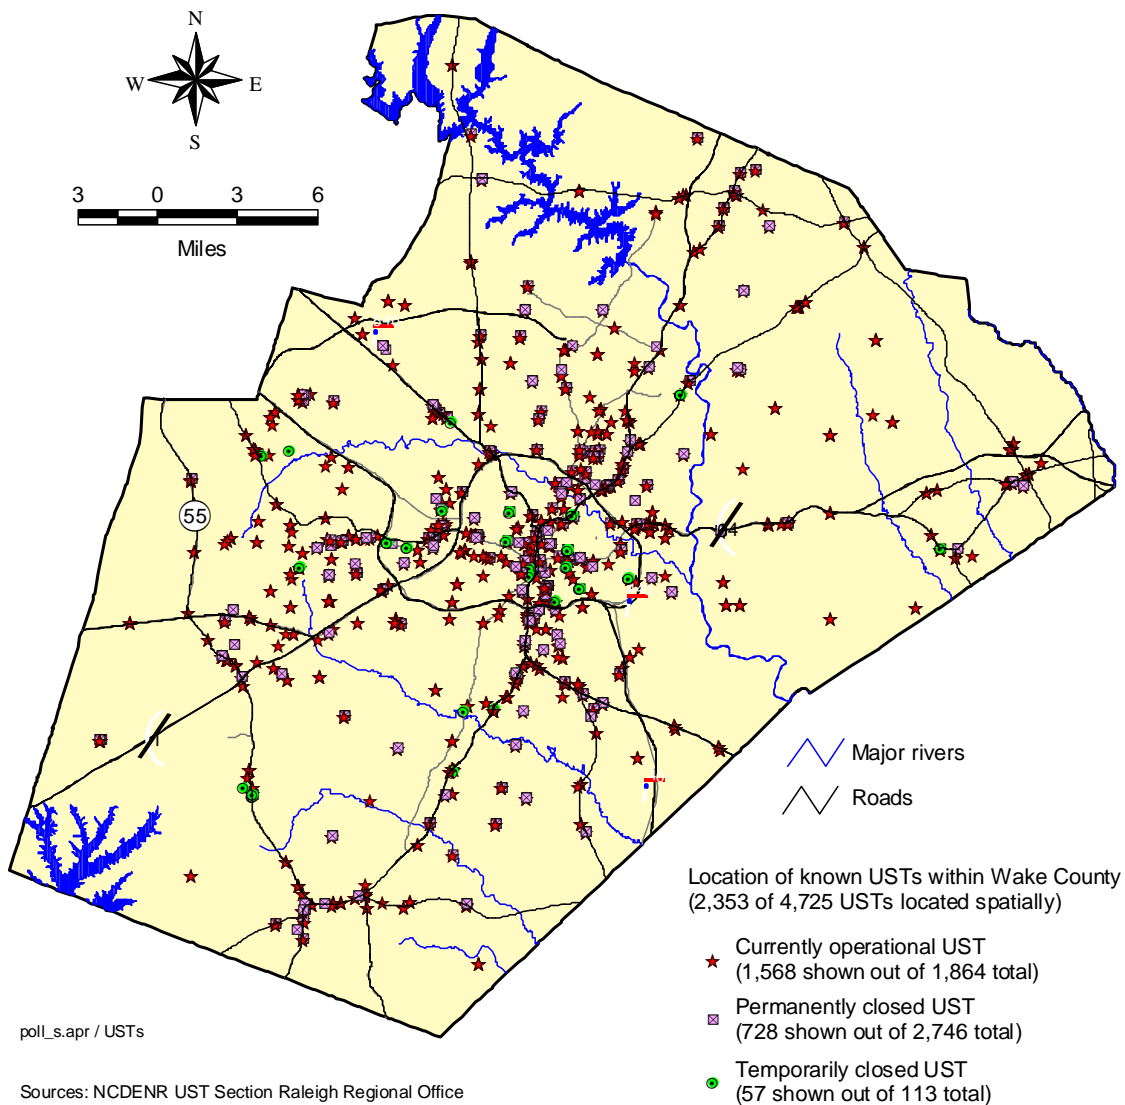 N
W E
S
3 0 3 6
Miles
55
64
1
Major rivers
Roads
Location of known USTs within Wake County
(2,353 of 4,725 USTs located spatially)
Currently operational UST
(1,568 shown out of 1,864 total)
Permanently closed UST
(728 shown out of 2,746 total)
Temporarily closed UST
(57 shown out of 113 total)
poll_s.apr / USTs
Sources: NCDENR UST Section Raleigh Regional Office